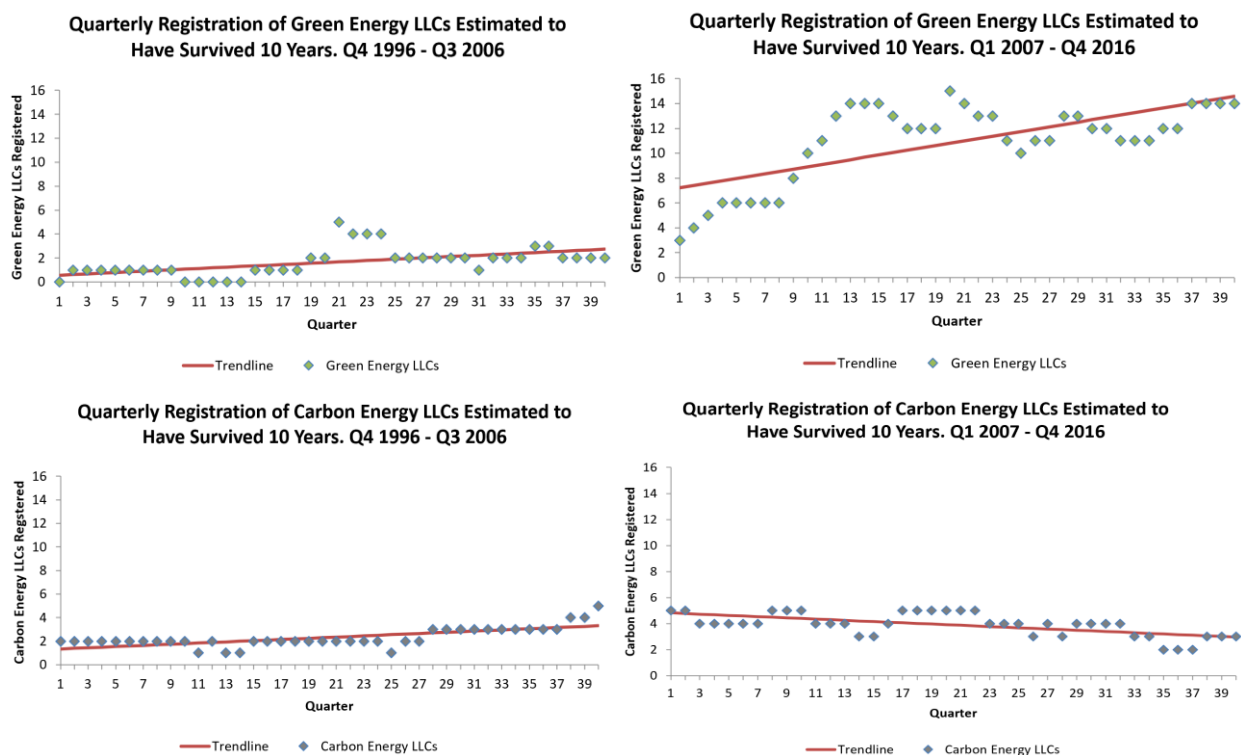 Quarterly Registration of Green Energy LLCs Estimated to
Have Survived 10 Years. Q4 1996 - Q3 2006
Green Energy LLCs Registered
16
14
12
10
8
6
4
2
0
1 3 5 7 9 11 13 15 17 19 21 23 25 27 29 31 33 35 37 39
Quarter
Trendline Green Energy LLCs
Quarterly Registration of Green Energy LLCs Estimated to
Have Survived 10 Years. Q1 2007 - Q4 2016
Green Energy LLCs Registered
16
14
12
10
8
6
4
2
0
1 3 5 7 9 11 13 15 17 19 21 23 25 27 29 31 33 35 37 39
Quarter
Trendline Green Energy LLCs
Quarterly Registration of Carbon Energy LLCs Estimated to
Have Survived 10 Years. Q4 1996 - Q3 2006
Carbon Energy LLCs Regstered
16
14
12
10
8
6
4
2
0
1 3 5 7 9 11 13 15 17 19 21 23 25 27 29 31 33 35 37 39
Quarter
Trendline Carbon Energy LLCs
Quarterly Registration of Carbon Energy LLCs Estimated to
Have Survived 10 Years. Q1 2007 - Q4 2016
Carbon Energy LLCs Registered
16
14
12
10
8
6
4
2
0
1 3 5 7 9 11 13 15 17 19 21 23 25 27 29 31 33 35 37 39
Quarter
Trendline Carbon Energy LLCs